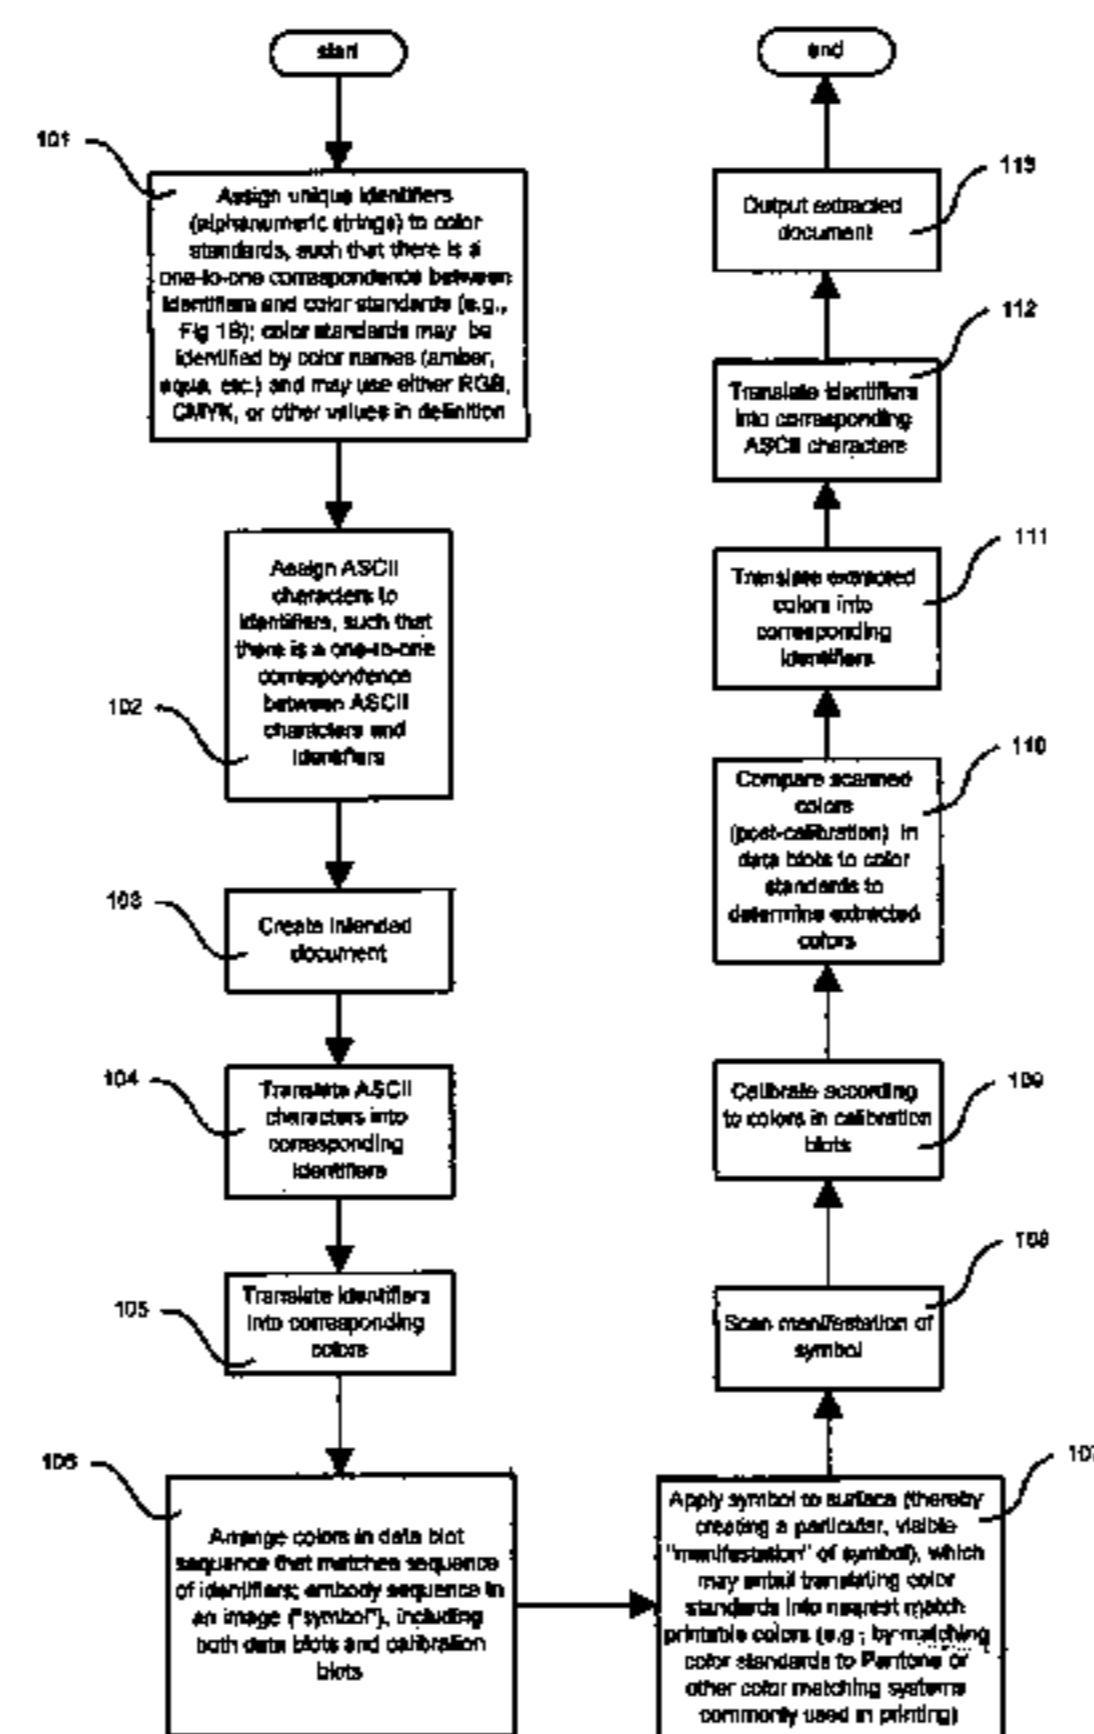 start
101
Assign unique identifiers
(alphanumeric strings) to color
standards, such that there is a
one-to-one correspondence between
identifiers and color standards (e.g.,
Fig 1B); color standards may be
identified by color names (amber,
aqua, etc.) and may use either RGB,
CMYK, or other values in definition
102
Assign ASCII
characters to
identifiers, such that
there is a one-to-one
correspondence
between ASCII
characters and
identifiers
103
Create intended
document
104
Translate ASCII
characters into
corresponding
identifiers
105
Translate identifiers
into corresponding
colors
106
Arrange colors in data blot
sequence that matches sequence
of identifiers; embody sequence in
an image ("symbol"), including
both data blots and calibration
blots
107
Apply symbol to surface (thereby
creating a particular, visible
"manifestation" of symbol), which
may entail translating color
standards into nearest match
printable colors (e.g., by matching
color standards to Pantone or
other color matching systems
commonly used in printing)
108
Scan manifestation of
symbol
109
Calibrate according
to colors in calibration
blots
110
Compare scanned
colors
(post-calibration) in
data blots to color
standards to
determine extracted
colors
111
Translate extracted
colors into
corresponding
identifiers
112
Translate identifiers
into corresponding
ASCII characters
113
Output extracted
document
end